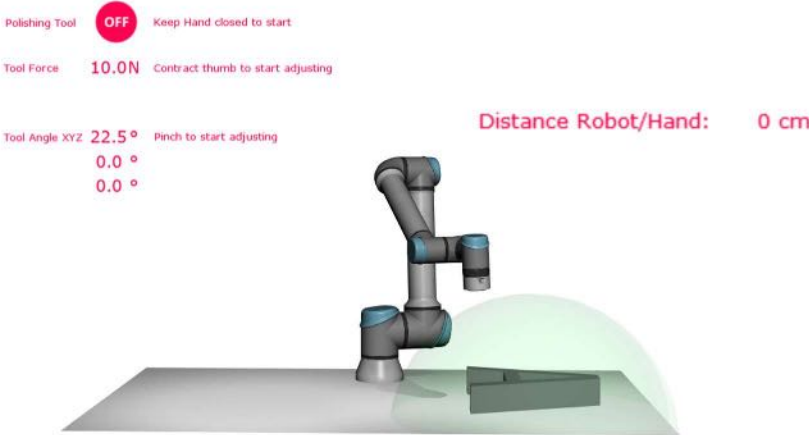 Polishing Tool OFF Keep Hand closed to start
Tool Force 10.0N Contract thumb to start adjusting
Distance Robot/Hand: 0 cm
Tool Angle XYZ 22.5° Pinch to start adjusting
0.0 °
0.0 °